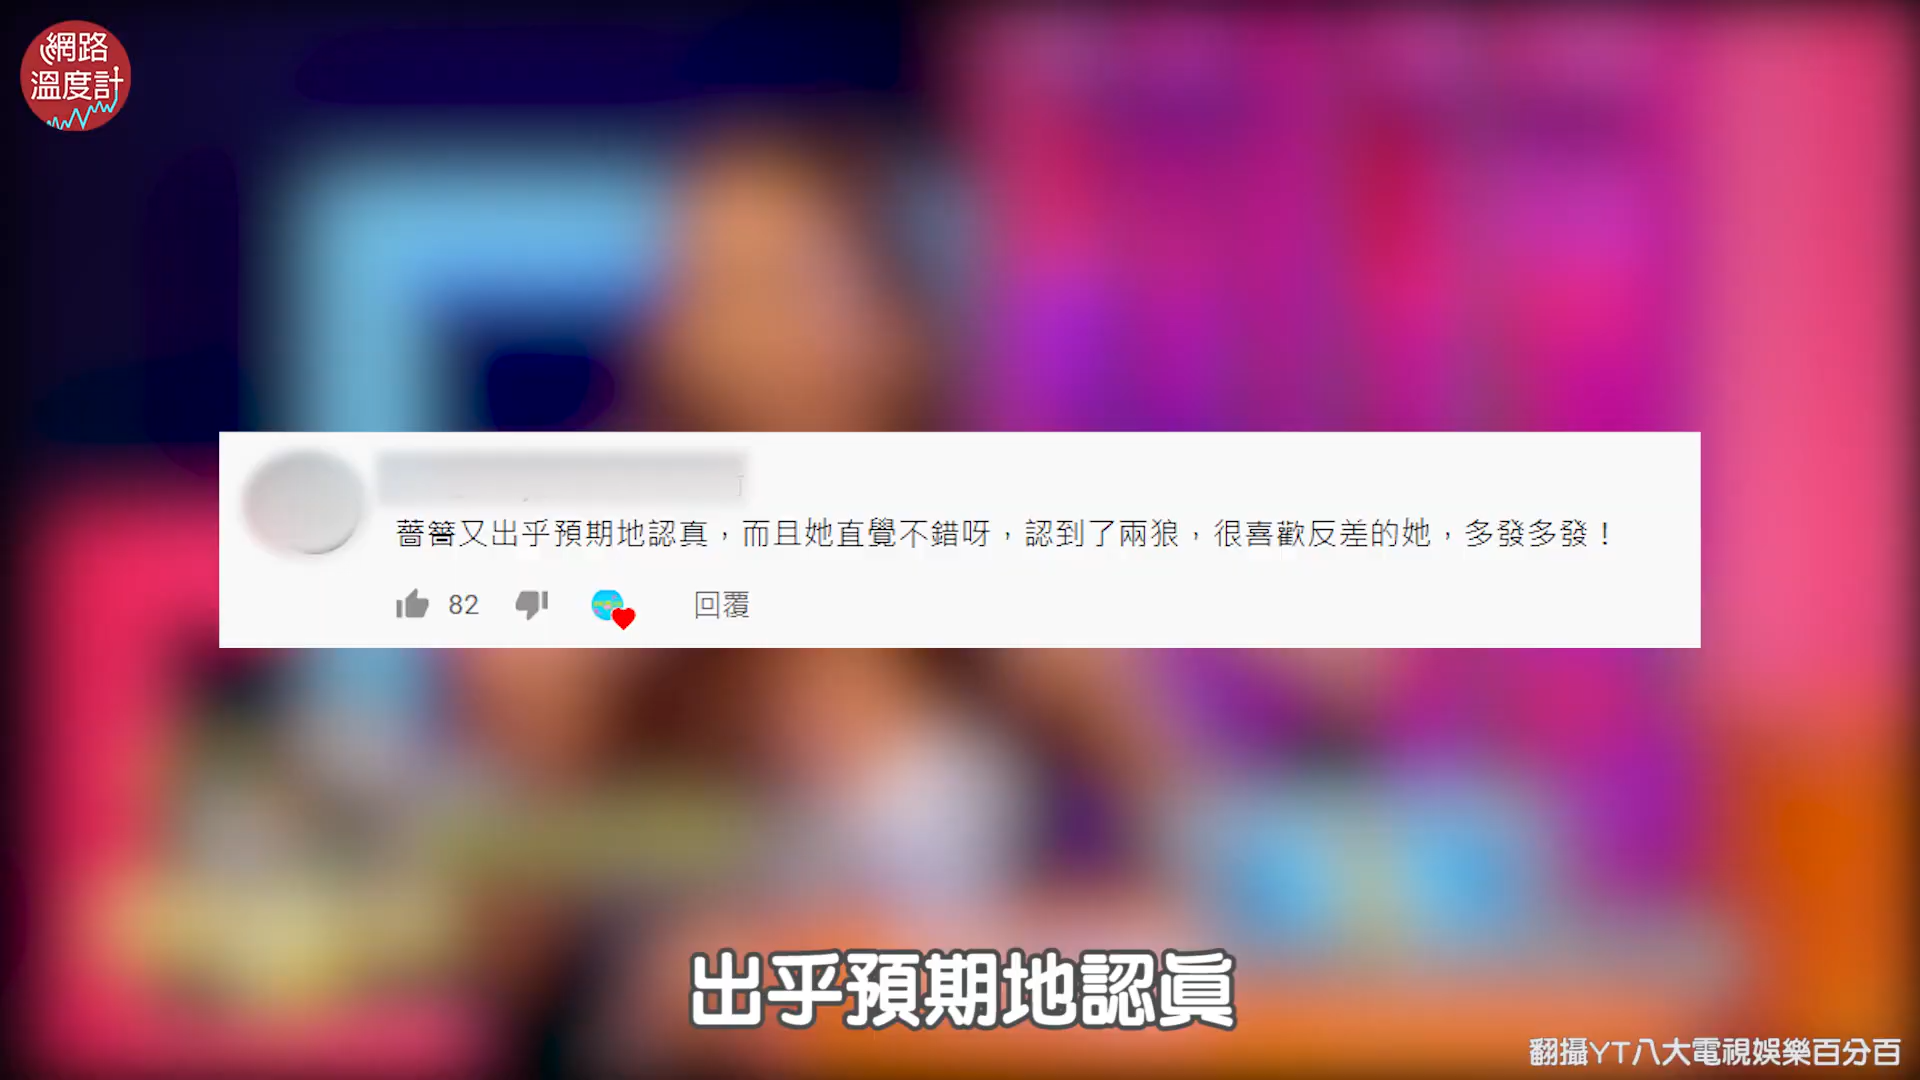 網路
溫度計
薔薔又出乎預期地認真，而且她直覺不錯呀，認到了兩狼，很喜歡反差的她，多發多發！
82
回覆
出乎預期地認真
翻攝YT八大電視娛樂百分百